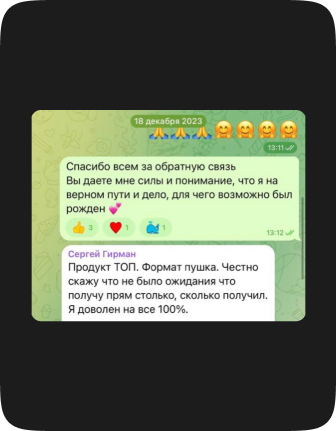 18 декабря 2023
🙏🙏🙏🤗🤗🤗🤗
13:11
Спасибо всем за обратную связь
Вы даете мне силы и понимание, что я на
верном пути и дело, для чего возможно был
рожден 💕
👍 3 ❤️ 1 🐳 1
13:12
Сергей Гирман
Продукт ТОП. Формат пушка. Честно
скажу что не было ожидания что
получу прям столько, сколько получил.
Я доволен на все 100%.